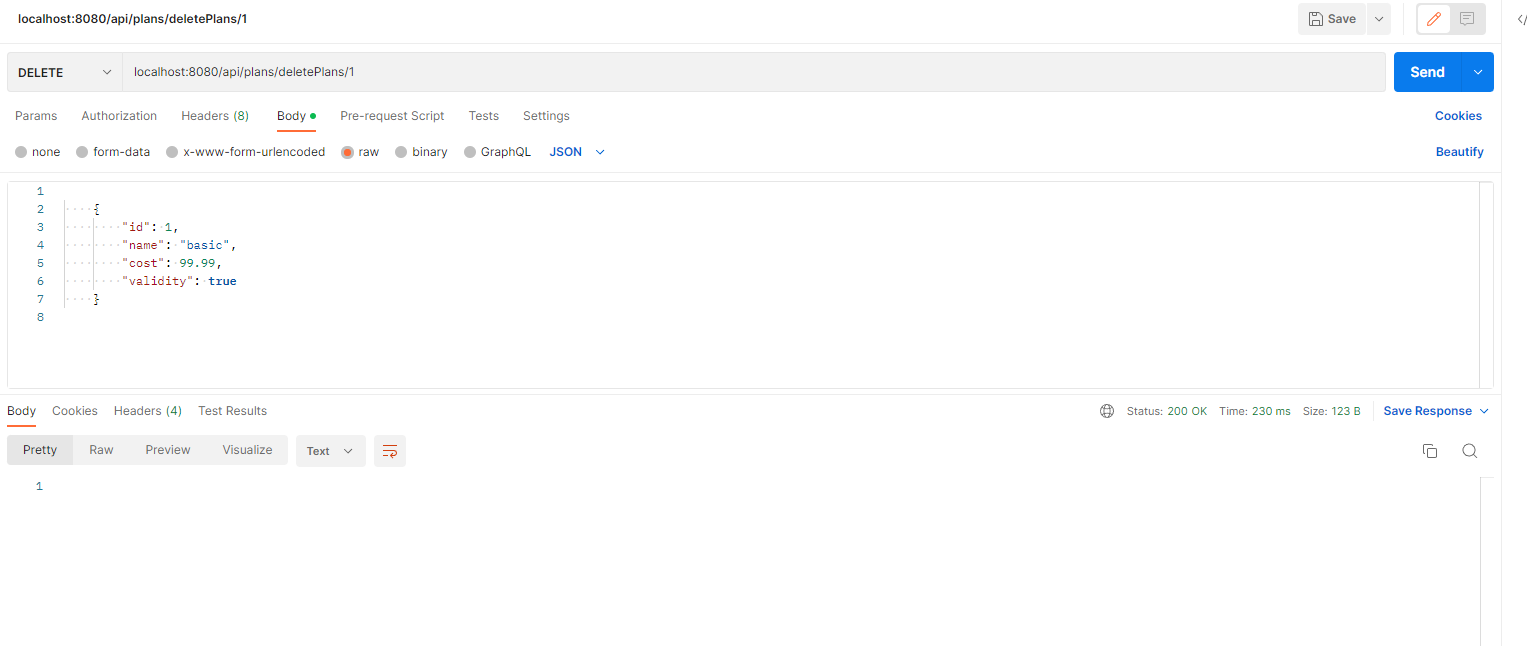 localhost:8080/api/plans/deletePlans/1
Save
DELETE
localhost:8080/api/plans/deletePlans/1
Send
Params Authorization Headers (8) Body Pre-request Script Tests Settings Cookies
none form-data x-www-form-urlencoded raw binary GraphQL JSON Beautify
1
2 {
3 "id": 1,
4 "name": "basic",
5 "cost": 99.99,
6 "validity": true
7 }
8
Body Cookies Headers (4) Test Results Status: 200 OK Time: 230 ms Size: 123 B Save Response
Pretty Raw Preview Visualize Text
1